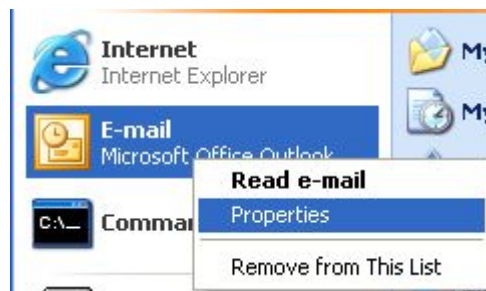 Internet
Internet Explorer
My
E-mail
Microsoft Office Outlook
My
Read e-mail
C:\_
Comma
Properties
Remove from This List